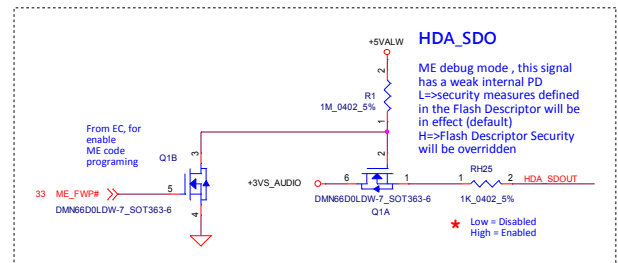 HDA_SDO
+5VALW
ME debug mode , this signal
has a weak internal PD
L=>security measures defined
in the Flash Descriptor will be
in effect (default)
H=>Flash Descriptor Security
will be overridden
2
R1
1M_0402_5%
1
From EC, for
enable
ME code
programing
Q1B
3
2
RH25
33 ME_FWP#
5
+3VS_AUDIO
6
1
1
2
HDA_SDOUT
DMN66D0LDW-7_SOT363-6
4
DMN66D0LDW-7_SOT363-6
Q1A
1K_0402_5%
* Low = Disabled
High = Enabled